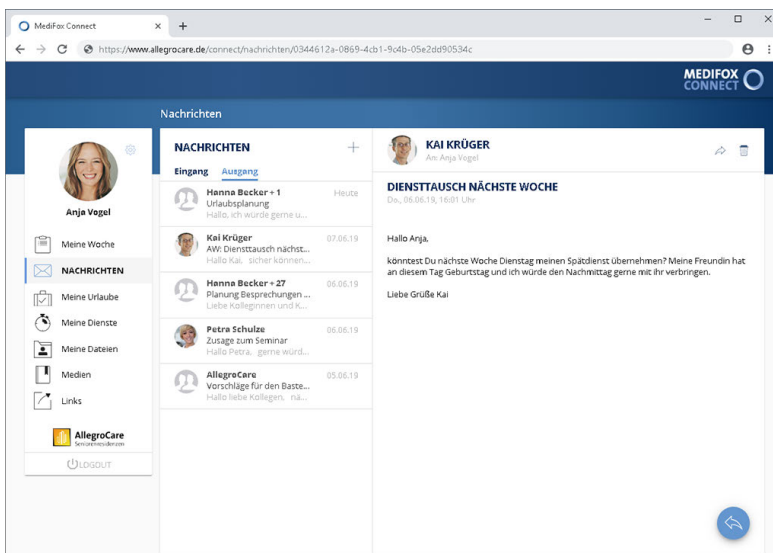 MediFox Connect
https://www.allegrocare.de/connect/nachrichten/0344612a-0869-4cb1-9c4b-05e2dd90534c
MEDIFOX
CONNECT
Nachrichten
Anja Vogel
Meine Woche
NACHRICHTEN
Meine Urlaube
Meine Dienste
Meine Dateien
Medien
Links
AllegroCare
Seniorenresidenzen
LOGOUT
NACHRICHTEN
Eingang Ausgang
Hanna Becker + 1 Heute
Urlaubsplanung
Hallo, ich würde gerne u...
Kai Krüger 07.06.19
AW: Diensttausch nächst...
Hallo Kai, sicher können...
Hanna Becker + 27 06.06.19
Planung Besprechungen ...
Liebe Kolleginnen und K...
Petra Schulze 06.06.19
Zusage zum Seminar
Hallo Petra, gerne würd...
AllegroCare 05.06.19
Vorschläge für den Baste...
Hallo liebe Kollegen, nä...
KAI KRÜGER
An: Anja Vogel
DIENSTTAUSCH NÄCHSTE WOCHE
Do., 06.06.19, 16:01 Uhr
Hallo Anja,
könntest Du nächste Woche Dienstag meinen Spätdienst übernehmen? Meine Freundin hat
an diesem Tag Geburtstag und ich würde den Nachmittag gerne mit ihr verbringen.
Liebe Grüße Kai